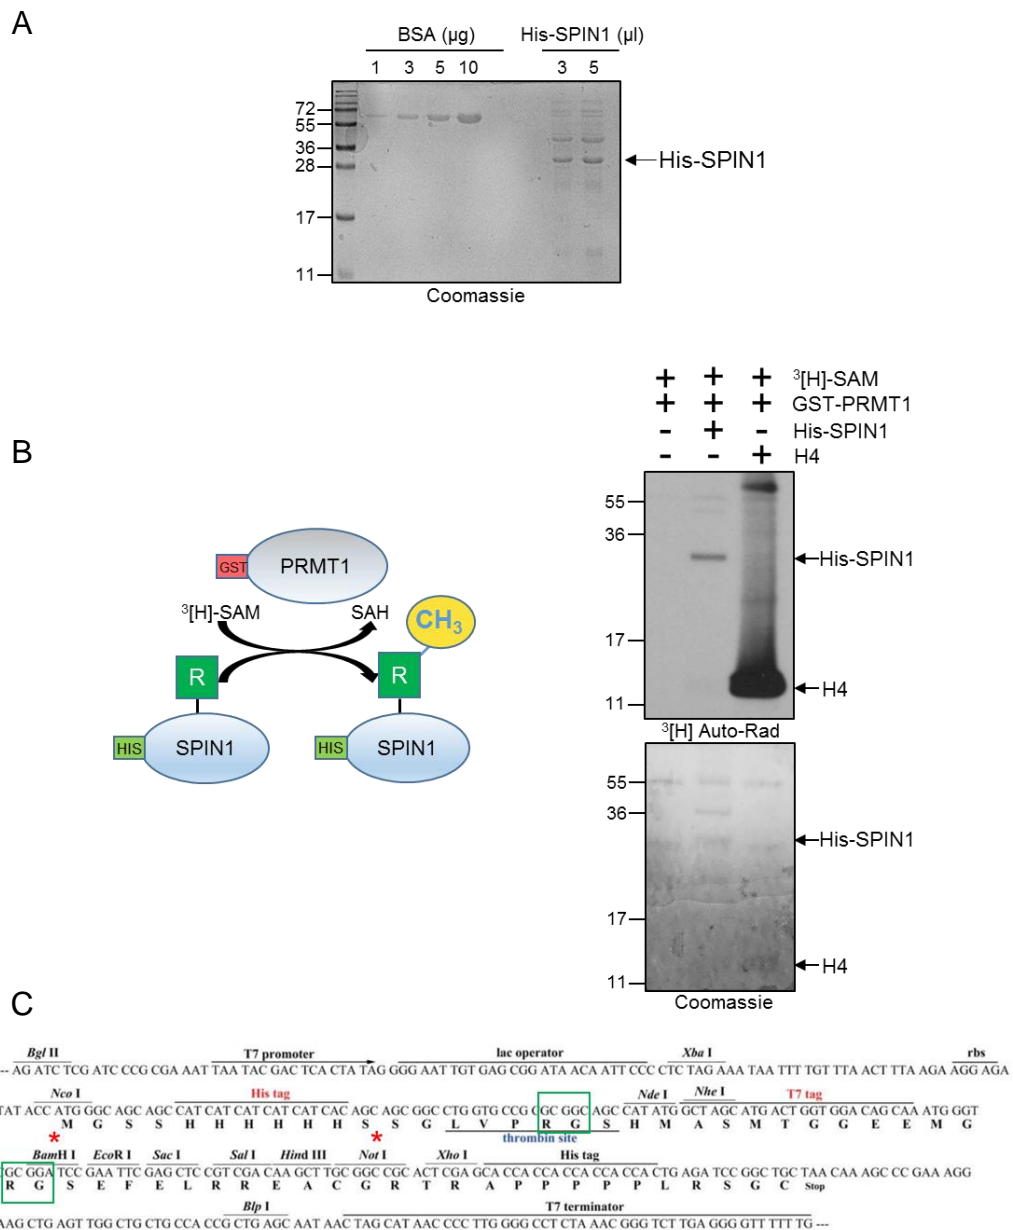 A
BSA (µg) His-SPIN1 (µl)
1 3 5 10 3 5
72
55
36
28
His-SPIN1
17
11
Coomassie
B
+ + + ³[H]-SAM
+ + + GST-PRMT1
- + - His-SPIN1
- - + H4
55
36
His-SPIN1
17
H4
11
³[H] Auto-Rad
55
36
His-SPIN1
17
H4
11
Coomassie
GST PRMT1
³[H]-SAM SAH CH₃
R R
HIS SPIN1 HIS SPIN1
C
Bgl II T7 promoter lac operator Xba I rbs
-- AG ATC TCG ATC CCG CGA AAT TAA TAC GAC TCA CTA TAG GGG AAT TGT GAG CGG ATA ACA ATT CCC CTC TAG AAA TAA TTT TGT TTA ACT TTA AGA AGG AGA
Nco I His tag Nde I Nhe I T7 tag
TAT ACC ATG GGC AGC AGC CAT CAT CAT CAT CAT CAC AGC AGC GGC CTG GTG CCG CGC GGC AGC CAT ATG GCT AGC ATG ACT GGT GGA CAG CAA ATG GGT
M G S S H H H H H H S S G L V P R G S H M A S M T G G E E M G
* * thrombin site
BamH I EcoR I Sac I Sal I Hind III Not I Xho I His tag
CGC GGA TCC GAA TTC GAG CTC CGT CGA CAA GCT TGC GGC CGC ACT CGA GCA CCA CCA CCA CCA CCA CTG AGA TCC GGC TGC TAA CAA AGC CCG AAA GG
R G S E F E L R R E A C G R T R A P P P P P L R S G C Stop
Blp I T7 terminator
AAG CTG AGT TGG CTG CTG CCA CCG CTG AGC AAT AAC TAG CAT AAC CCC TTG GGG CCT CTA AAC GGG TCT TGA GGG GTT TTT TG ---